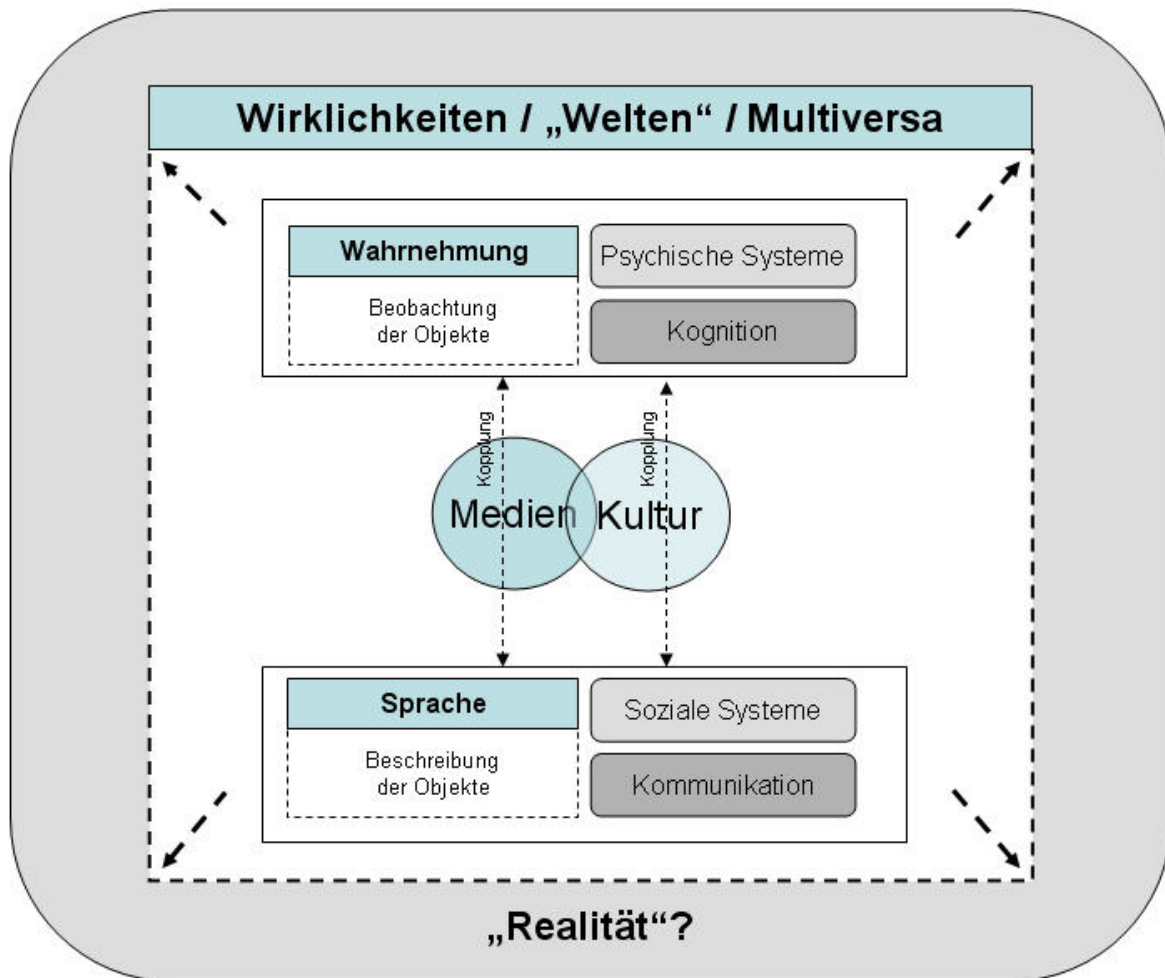 Wirklichkeiten / „Welten“ / Multiversa
Wahrnehmung
Beobachtung
der Objekte
Psychische Systeme
Kognition
Kopplung
Kopplung
Medien
Kultur
Sprache
Beschreibung
der Objekte
Soziale Systeme
Kommunikation
„Realität“?